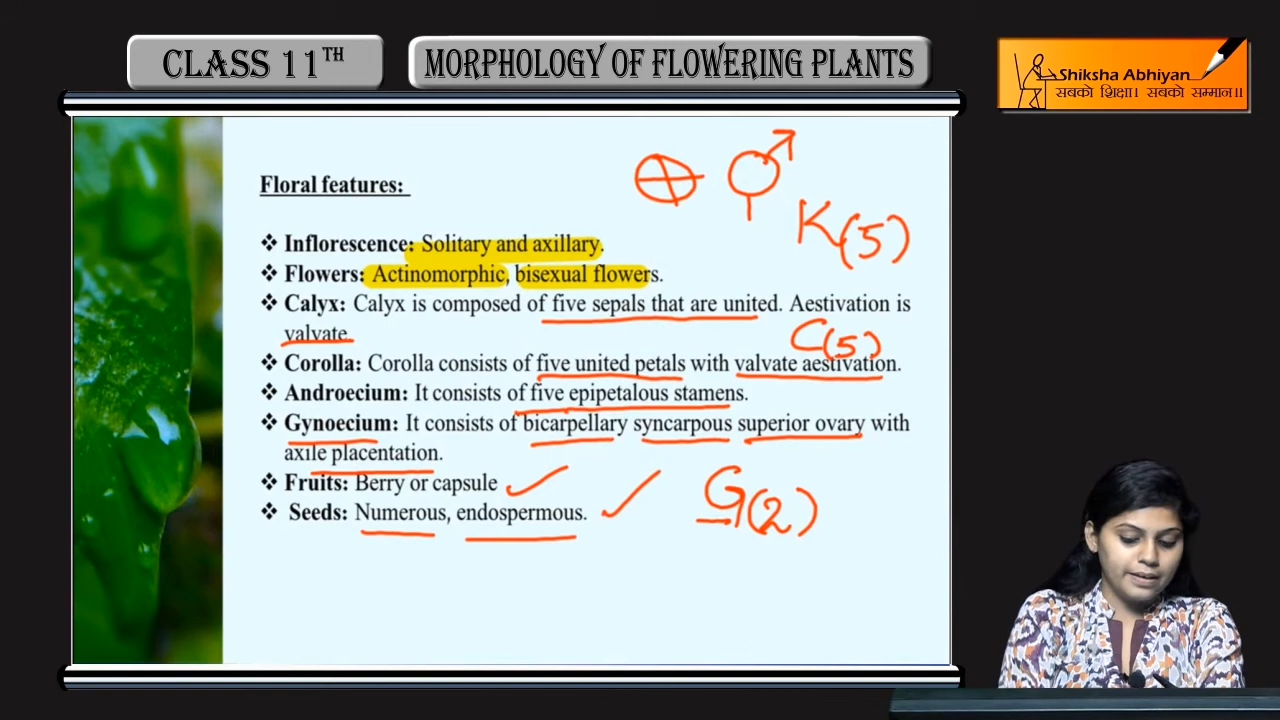 CLASS 11TH
MORPHOLOGY OF FLOWERING PLANTS
Shiksha Abhiyan
सबको शिक्षा। सबको सम्मान॥
Floral features:
K(5)
❖ Inflorescence: Solitary and axillary.
❖ Flowers: Actinomorphic, bisexual flowers.
❖ Calyx: Calyx is composed of five sepals that are united. Aestivation is
valvate.
C(5)
❖ Corolla: Corolla consists of five united petals with valvate aestivation.
❖ Androecium: It consists of five epipetalous stamens.
❖ Gynoecium: It consists of bicarpellary syncarpous superior ovary with
axile placentation.
❖ Fruits: Berry or capsule
❖ Seeds: Numerous, endospermous.
G(2)